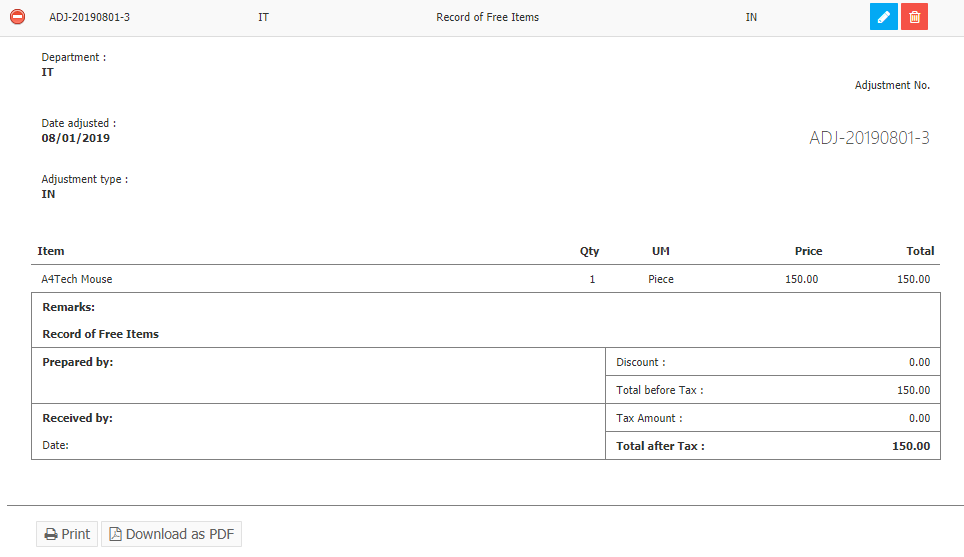 ADJ-20190801-3 IT Record of Free Items IN
Department :
IT
Adjustment No.
Date adjusted :
08/01/2019
ADJ-20190801-3
Adjustment type :
IN
Item Qty UM Price Total
A4Tech Mouse 1 Piece 150.00 150.00
Remarks:
Record of Free Items
Prepared by:
Discount : 0.00
Total before Tax : 150.00
Received by:
Tax Amount : 0.00
Date:
Total after Tax : 150.00
Print Download as PDF